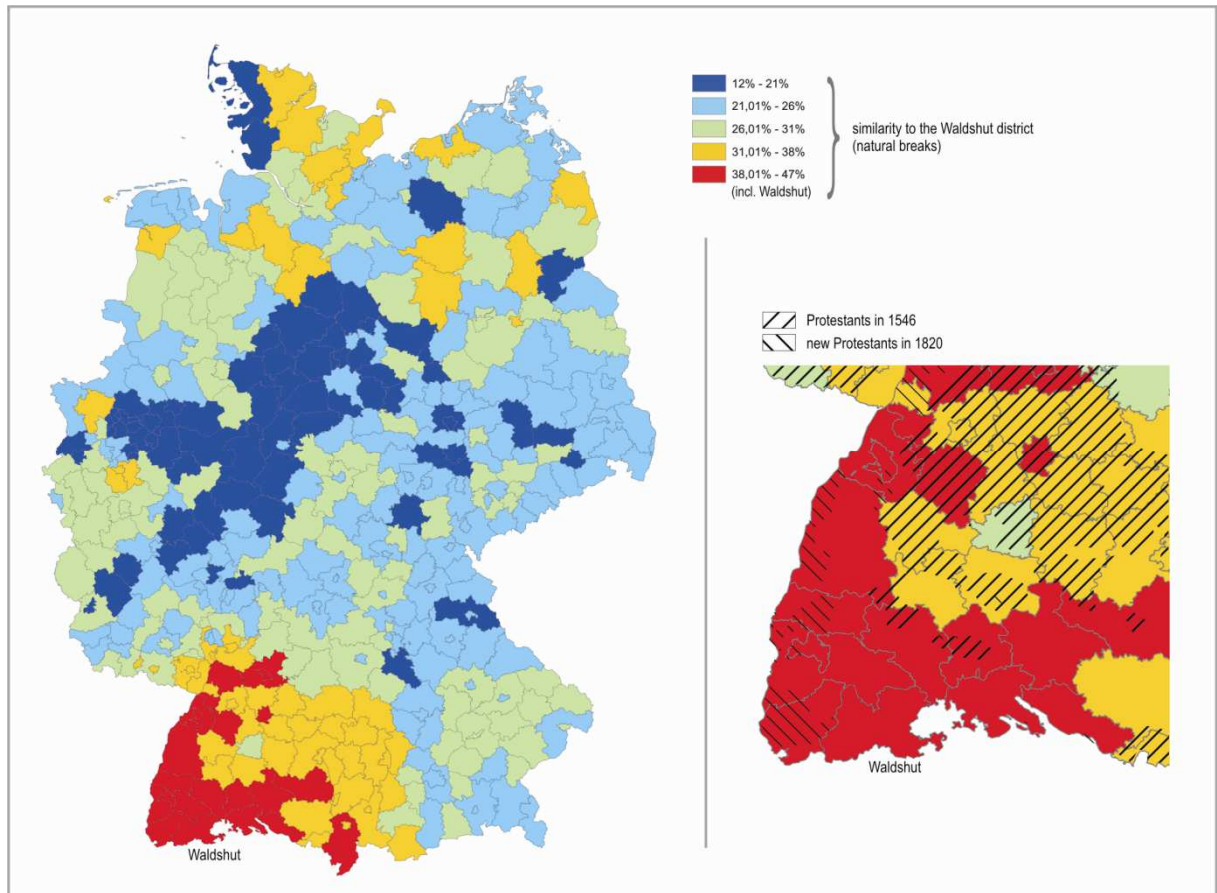 12% - 21%
21,01% - 26%
26,01% - 31%
31,01% - 38%
38,01% - 47%
(incl. Waldshut)
similarity to the Waldshut district
(natural breaks)
Protestants in 1546
new Protestants in 1820
Waldshut
Waldshut